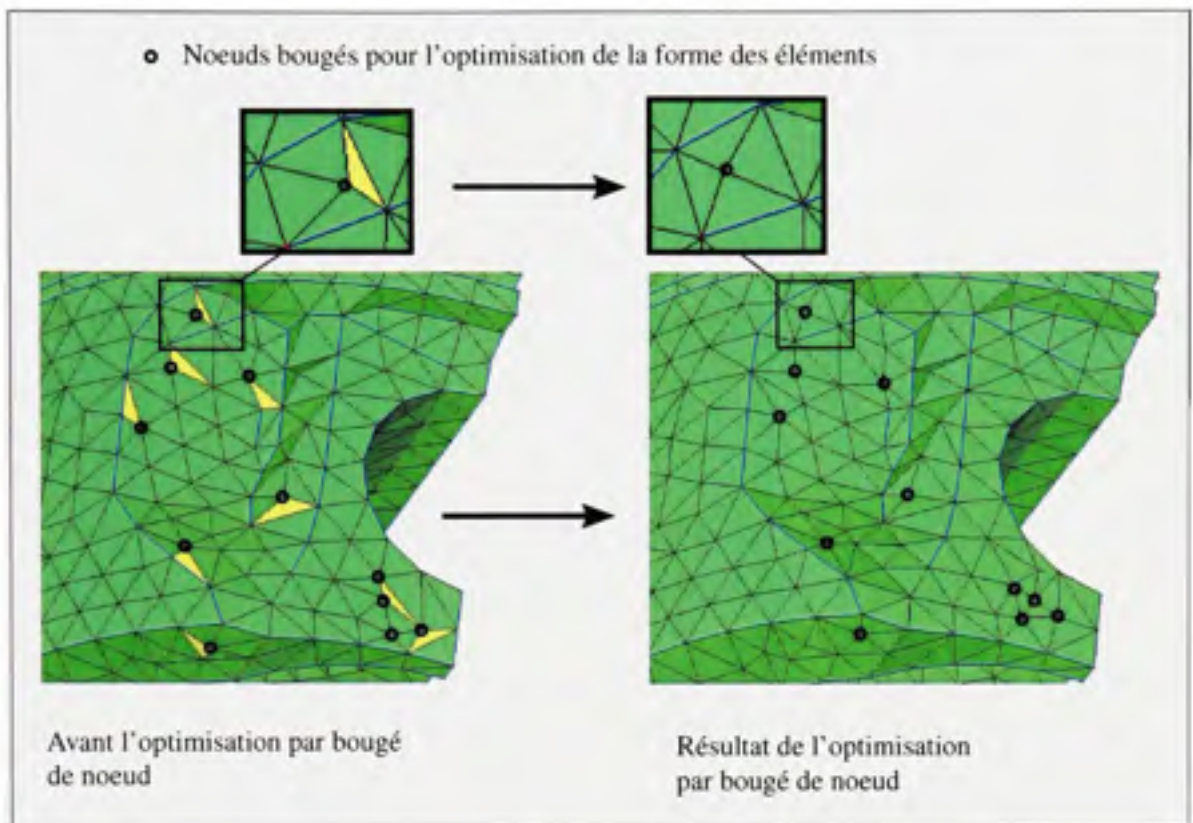 Noeuds bougés pour l'optimisation de la forme des éléments
Avant l'optimisation par bougé
de noeud
Résultat de l'optimisation
par bougé de noeud